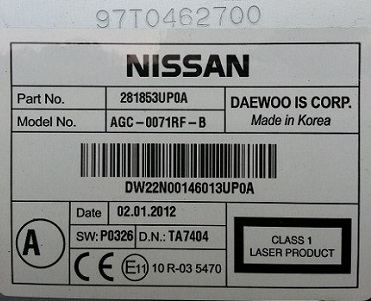 97T0462700
NISSAN
Part No. 281853UP0A
DAEWOO IS CORP.
Model No. AGC-0071RF-B
Made in Korea
DW22N00146013UP0A
A
Date 02.01.2012
SW: P0326 D.N.: TA7404
CE E11 10 R-03 5470
CLASS 1
LASER PRODUCT